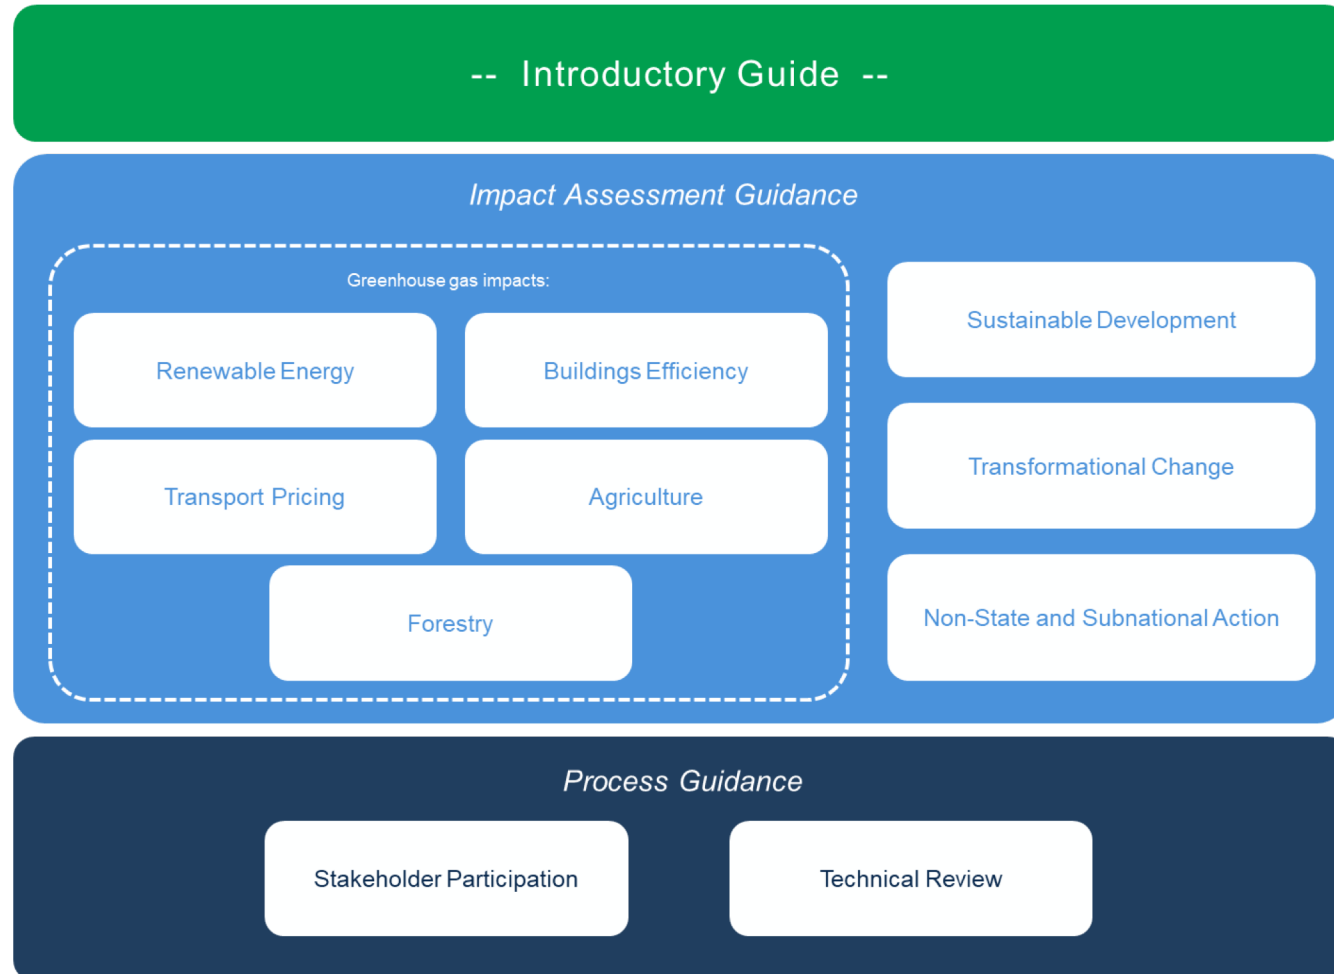 -- Introductory Guide --
Impact Assessment Guidance
Greenhouse gas impacts:
Renewable Energy
Buildings Efficiency
Transport Pricing
Agriculture
Forestry
Sustainable Development
Transformational Change
Non-State and Subnational Action
Process Guidance
Stakeholder Participation
Technical Review